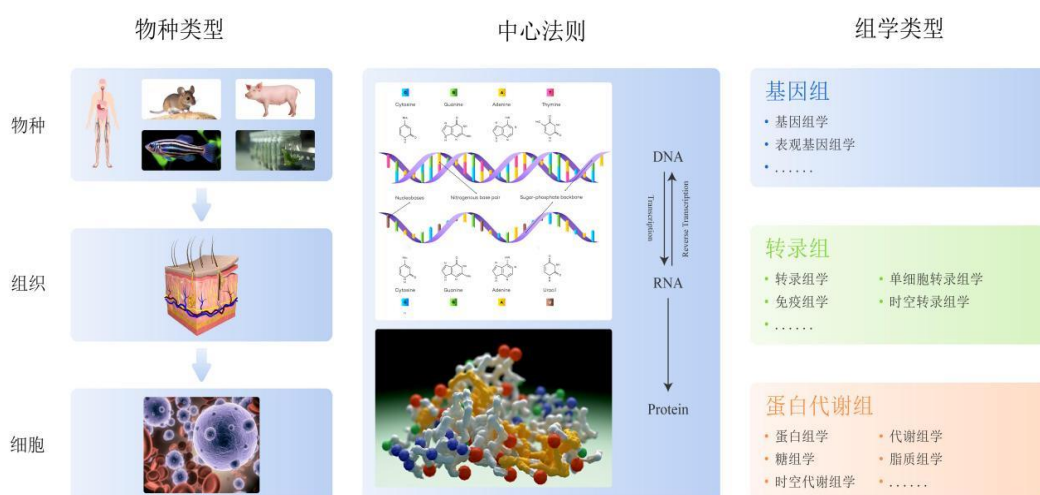 物种类型
中心法则
组学类型
物种
组织
细胞
Cytosine
Guanine
Adenine
Thymine
Nucleobases
Nitrogenous base pair
Sugar-phosphate backbone
Cytosine
Guanine
Adenine
Uracil
DNA
Transcription
Reverse Transcription
RNA
Protein
基因组
• 基因组学
• 表观基因组学
• ......
转录组
• 转录组学
• 单细胞转录组学
• 免疫组学
• 时空转录组学
• ......
蛋白代谢组
• 蛋白组学
• 代谢组学
• 糖组学
• 脂质组学
• 时空代谢组学
• ......